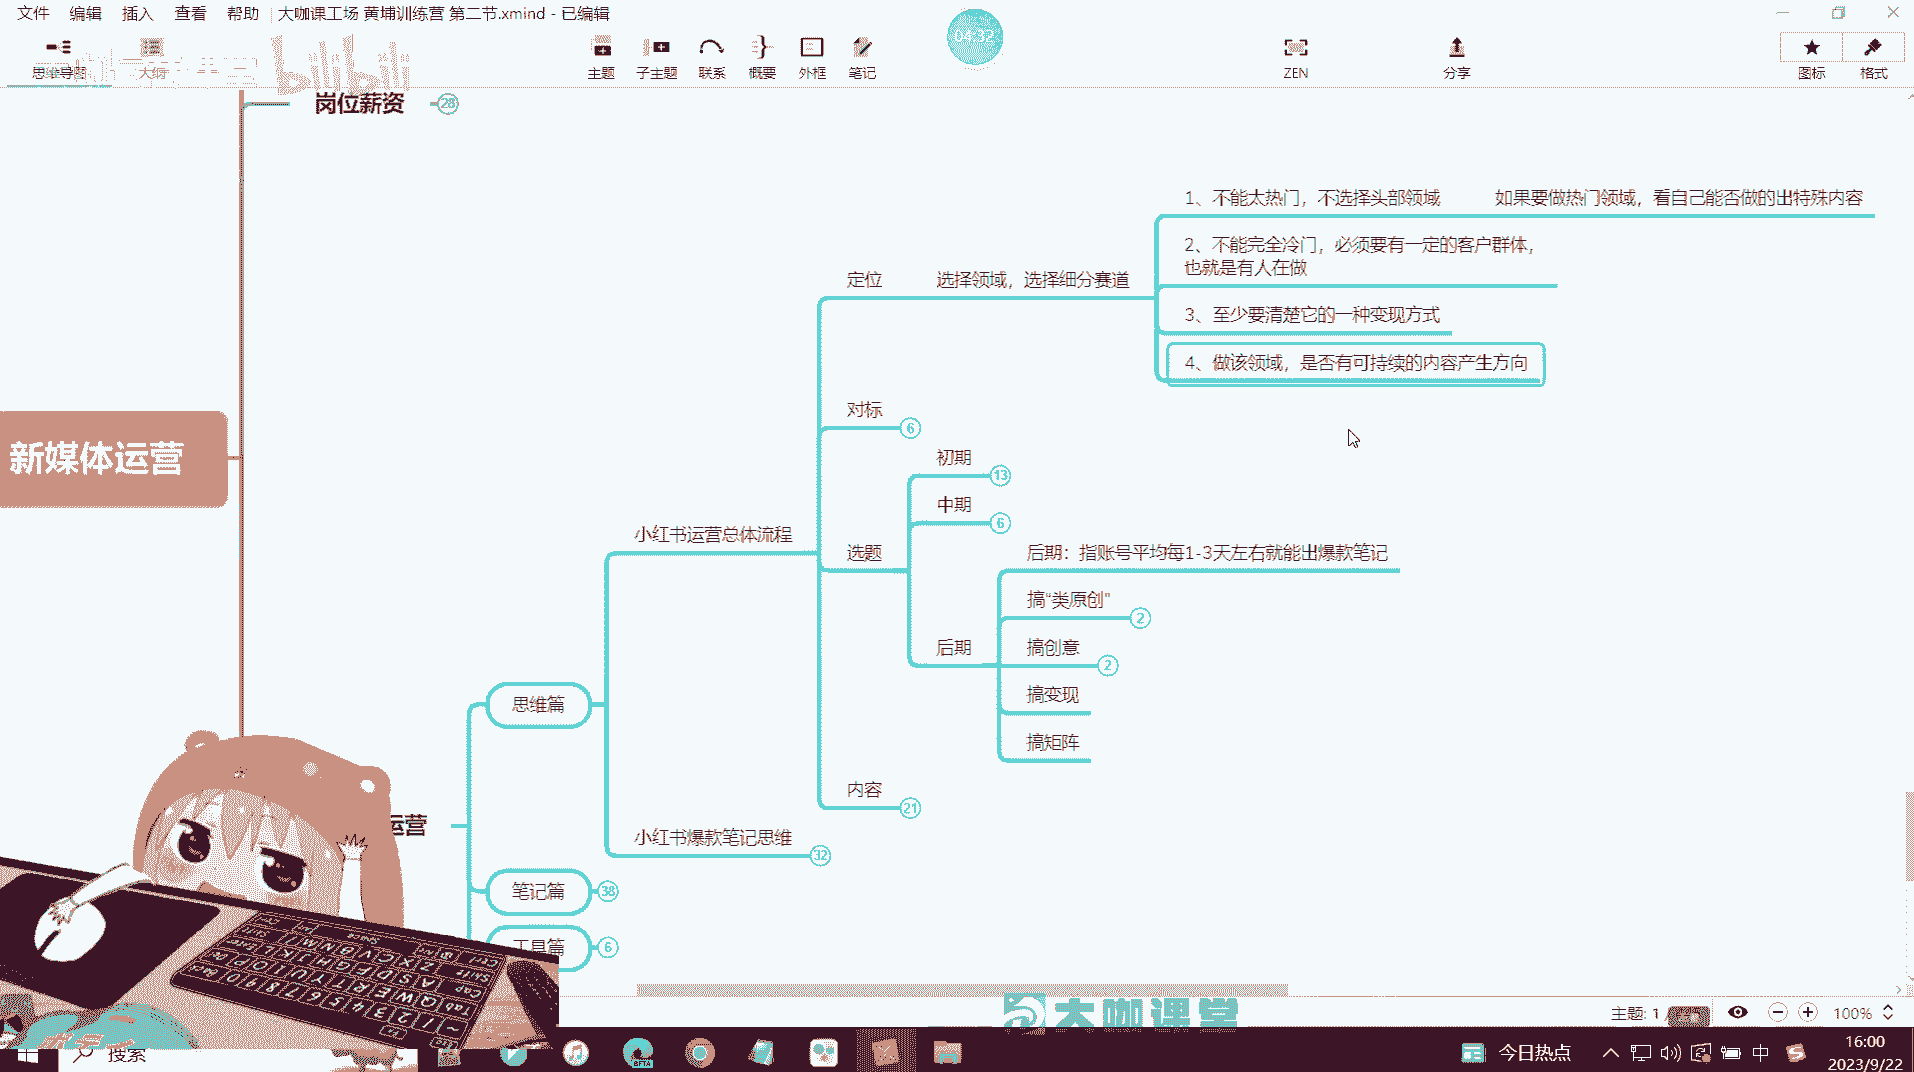 文件 编辑 插入 查看 帮助 大咖课工场 黄埔训练营 第二节.xmind - 已编辑
思维导图 大纲 主题 子主题 联系 概要 外框 笔记 ZEN 分享 图标 格式
bilibili
04:32
岗位薪资 28
1、不能太热门，不选择头部领域 如果要做热门领域，看自己能否做的出特殊内容
2、不能完全冷门，必须要有一定的客户群体，
也就是有人在做
定位 选择领域，选择细分赛道
3、至少要清楚它的一种变现方式
4、做该领域，是否有可持续的内容产生方向
对标 6
新媒体运营
初期 13
中期 6
小红书运营总体流程
选题
后期：指账号平均每1-3天左右就能出爆款笔记
搞“类原创” 2
后期
搞创意 2
搞变现
思维篇
搞矩阵
内容 21
运营
小红书爆款笔记思维 32
笔记篇 38
工具篇 6
大咖课堂
主题: 1
100%
搜索
今日热点
中
16:00
2023/9/22